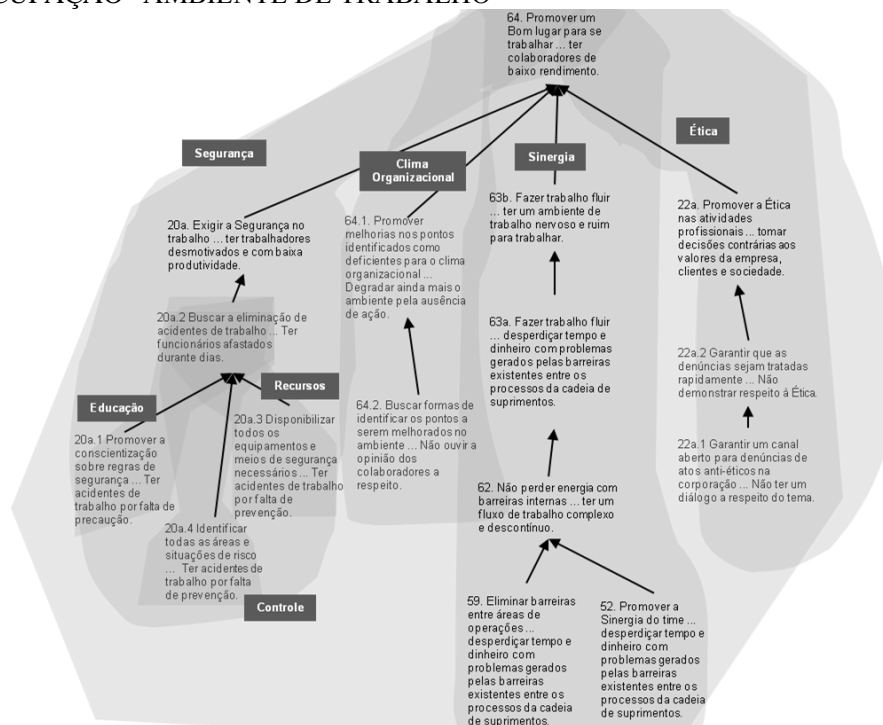 64. Promover um
Bom lugar para se
trabalhar ... ter
colaboradores de
baixo rendimento.
Ética
Segurança
Clima
Organizacional
Sinergia
20a. Exigir a Segurança no
trabalho ... ter trabalhadores
desmotivados e com baixa
produtividade.
64.1. Promover
melhorias nos pontos
identificados como
deficientes para o clima
organizacional ...
Degradar ainda mais o
ambiente pela ausência
de ação.
63b. Fazer trabalho fluir
... ter um ambiente de
trabalho nervoso e ruim
para trabalhar.
22a. Promover a Ética
nas atividades
profissionais ... tomar
decisões contrárias aos
valores da empresa,
clientes e sociedade.
20a.2 Buscar a eliminação de
acidentes de trabalho ... Ter
funcionários afastados
durante dias.
63a. Fazer trabalho fluir
... desperdiçar tempo e
dinheiro com problemas
gerados pelas barreiras
existentes entre os
processos da cadeia de
suprimentos.
22a.2 Garantir que as
denúncias sejam tratadas
rapidamente ... Não
demonstrar respeito à Ética.
Educação
Recursos
20a.1 Promover a
conscientização
sobre regras de
segurança ... Ter
acidentes de
trabalho por falta de
precaução.
20a.3 Disponibilizar
todos os
equipamentos e
meios de segurança
necessários ... Ter
acidentes de trabalho
por falta de
prevenção.
64.2. Buscar formas de
identificar os pontos a
serem melhorados no
ambiente ... Não ouvir a
opinião dos
colaboradores a
respeito.
22a.1 Garantir um canal
aberto para denúncias de
atos anti-éticos na
corporação ... Não ter um
diálogo a respeito do tema.
62. Não perder energia com
barreiras internas ... ter um
fluxo de trabalho complexo
e descontínuo.
20a.4 Identificar
todas as áreas e
situações de risco
... Ter acidentes de
trabalho por falta
de prevenção.
Controle
59. Eliminar barreiras
entre áreas de
operações ...
desperdiçar tempo e
dinheiro com
problemas gerados
pelas barreiras
existentes entre os
processos da cadeia
de suprimentos.
52. Promover a
Sinergia do time ...
desperdiçar tempo e
dinheiro com
problemas gerados
pelas barreiras
existentes entre os
processos da cadeia
de suprimentos.